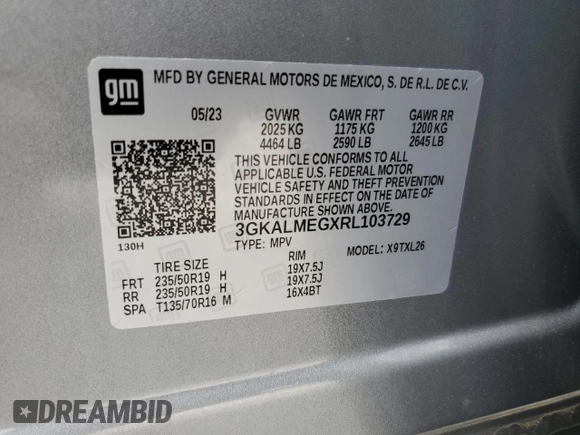 gm
MFD BY GENERAL MOTORS DE MEXICO, S. DE R.L. DE C.V.
05/23 GVWR GAWR FRT GAWR RR
2025 KG 1175 KG 1200 KG
4464 LB 2590 LB 2645 LB
THIS VEHICLE CONFORMS TO ALL
APPLICABLE U.S. FEDERAL MOTOR
VEHICLE SAFETY AND THEFT PREVENTION
STANDARDS IN EFFECT ON THE DATE OF
MANUFACTURE SHOWN ABOVE.
3GKALMEGXRL103729
130H
TYPE: MPV MODEL: X9TXL26
TIRE SIZE RIM
FRT 235/50R19 H 19X7.5J
RR 235/50R19 H 19X7.5J
SPA T135/70R16 M 16X4BT
DREAMBID